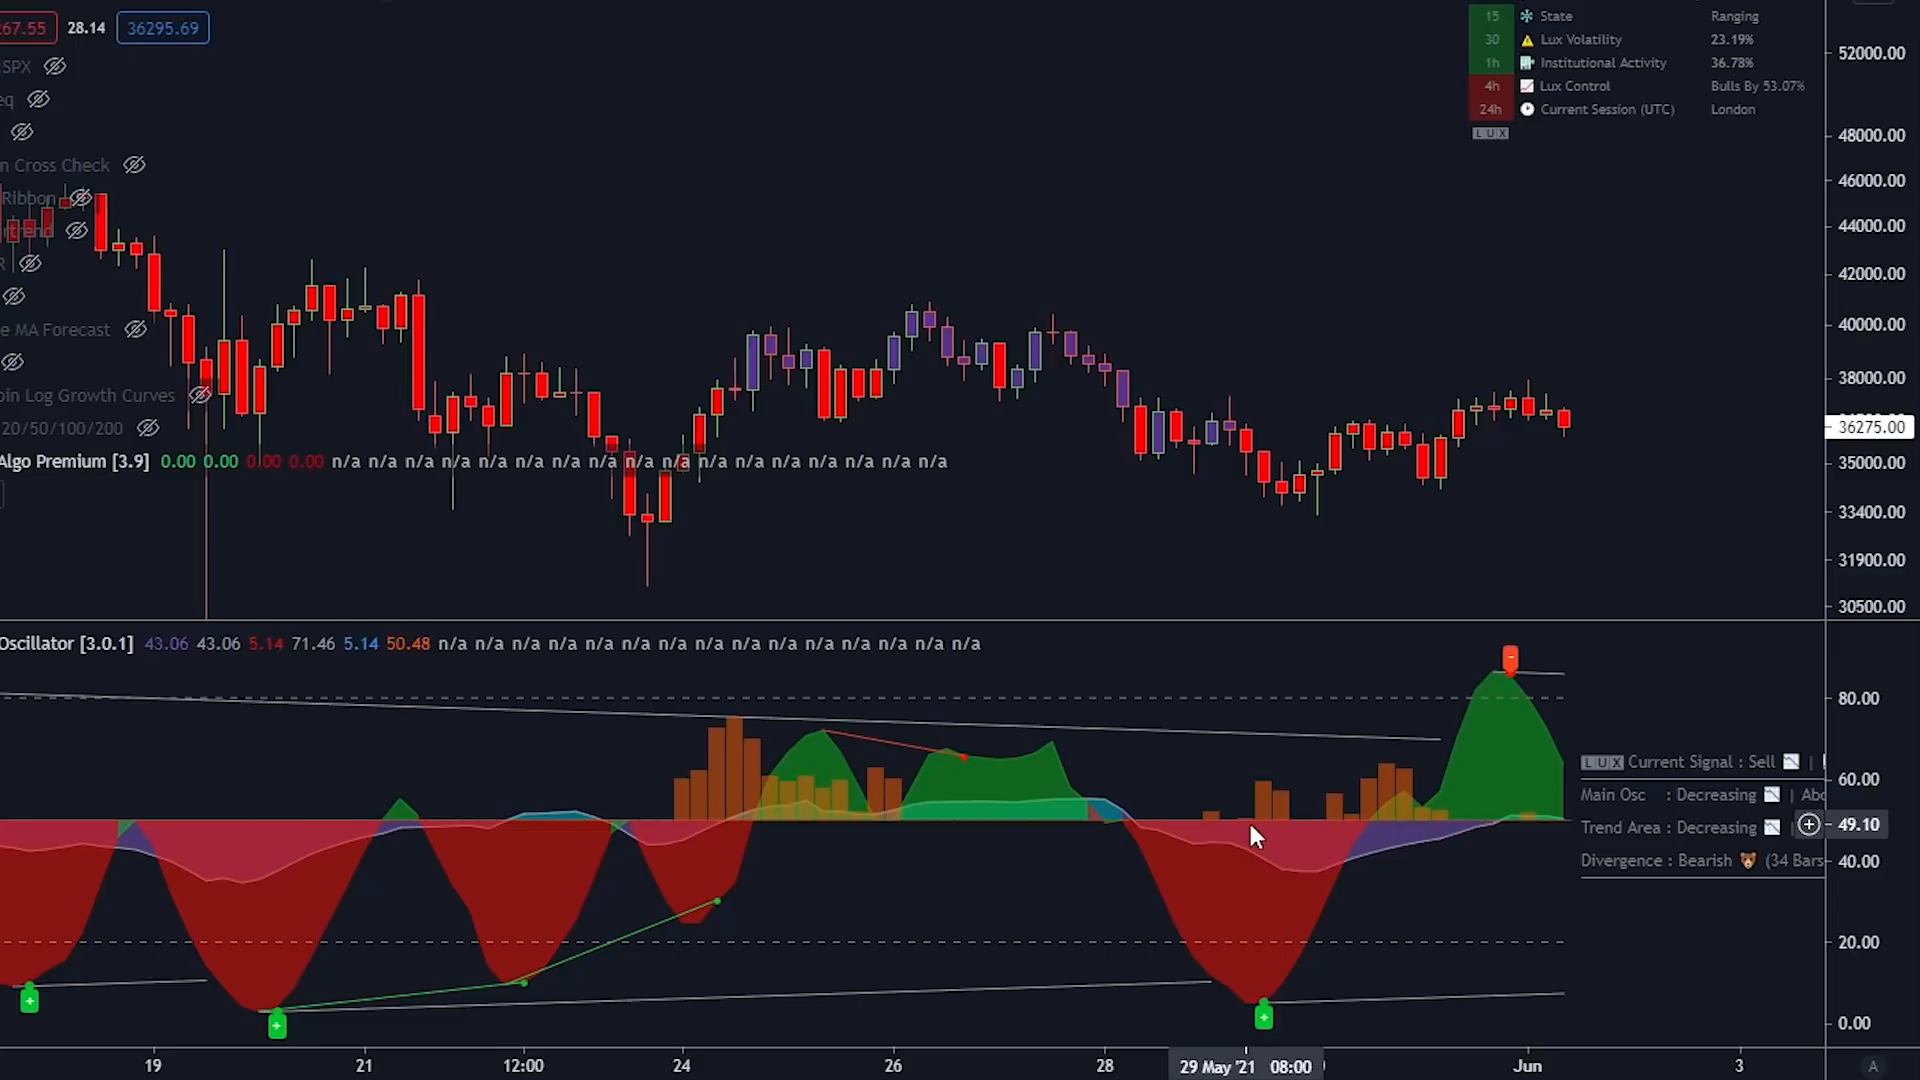 67.55 28.14 36295.69
SPX
eq
n Cross Check
Ribbon
rtrend
R
e MA Forecast
oin Log Growth Curves
20/50/100/200
Algo Premium [3.9] 0.00 0.00 0.00 0.00 n/a n/a n/a n/a n/a n/a n/a n/a n/a n/a n/a n/a n/a n/a n/a n/a n/a
15 State Ranging
30 Lux Volatility 23.19%
1h Institutional Activity 36.78%
4h Lux Control Bulls By 53.07%
24h Current Session (UTC) London
LUX
52000.00
48000.00
46000.00
44000.00
42000.00
40000.00
38000.00
36275.00
35000.00
33400.00
31900.00
30500.00
Oscillator [3.0.1] 43.06 43.06 5.14 71.46 5.14 50.48 n/a n/a n/a n/a n/a n/a n/a n/a n/a n/a n/a n/a n/a n/a n/a
80.00
60.00
49.10
40.00
20.00
0.00
LUX Current Signal : Sell |
Main Osc : Decreasing | Abo
Trend Area : Decreasing
Divergence : Bearish (34 Bars
19 21 12:00 24 26 28 29 May '21 08:00 Jun 3
A